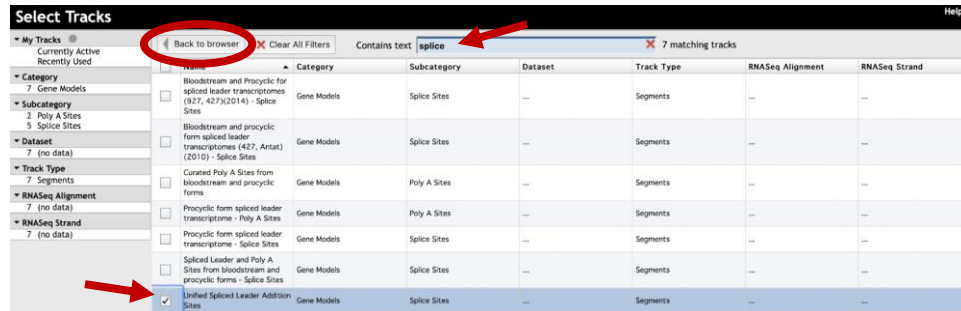 Select Tracks
Help
My Tracks
Currently Active
Recently Used
Category
7 Gene Models
Subcategory
2 Poly A Sites
5 Splice Sites
Dataset
7 (no data)
Track Type
7 Segments
RNASeq Alignment
7 (no data)
RNASeq Strand
7 (no data)
Back to browser
Clear All Filters
Contains text splice
7 matching tracks
Name Category Subcategory Dataset Track Type RNASeq Alignment RNASeq Strand
Bloodstream and Procyclic for
spliced leader transcriptomes
(927, 427)(2014) - Splice
Sites
Gene Models Splice Sites ... Segments ... ...
Bloodstream and procyclic
form spliced leader
transcriptomes (427, Antat)
(2010) - Splice Sites
Gene Models Splice Sites ... Segments ... ...
Curated Poly A Sites from
bloodstream and procyclic
forms
Gene Models Poly A Sites ... Segments ... ...
Procyclic form spliced leader
transcriptome - Poly A Sites
Gene Models Poly A Sites ... Segments ... ...
Procyclic form spliced leader
transcriptome - Splice Sites
Gene Models Splice Sites ... Segments ... ...
Spliced Leader and Poly A
Sites from bloodstream and
procyclic forms - Splice Sites
Gene Models Splice Sites ... Segments ... ...
Unified Spliced Leader Addition
Sites
Gene Models Splice Sites ... Segments ... ...